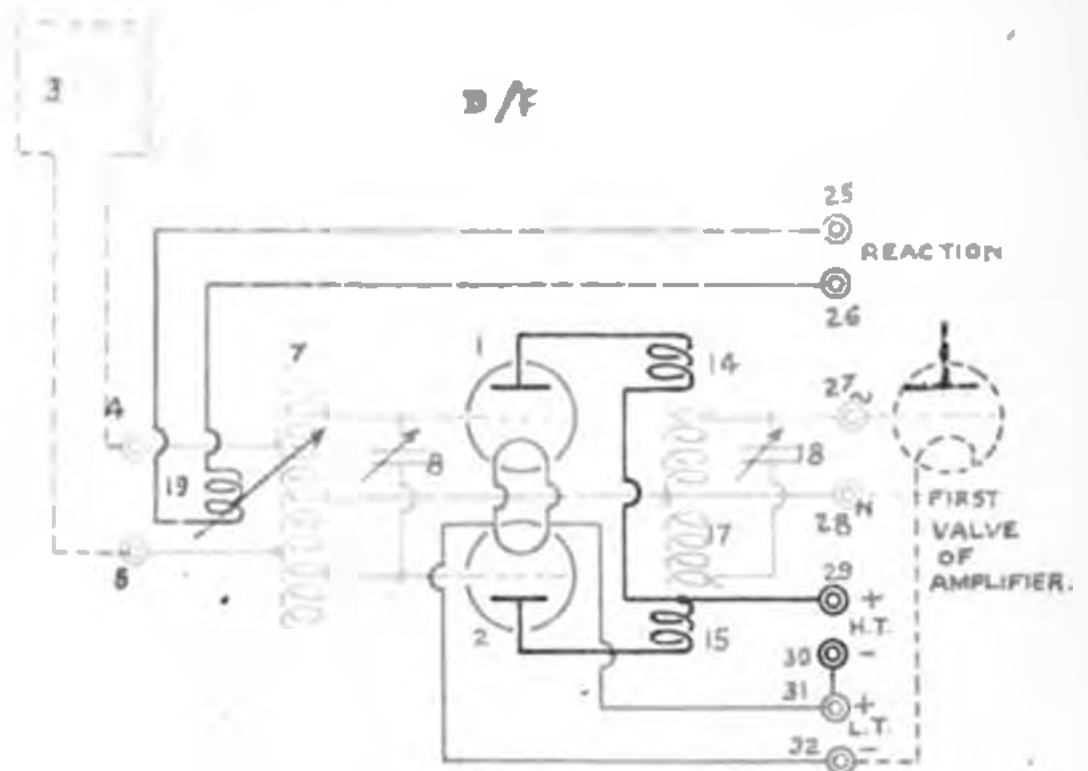 3
D/F
25
REACTION
26
7
1
14
27 ~
4
8
18
19
28 N
FIRST
VALVE
OF
AMPLIFIER.
17
5
29 +
H.T.
2
15
30 -
31 +
L.T.
32 -